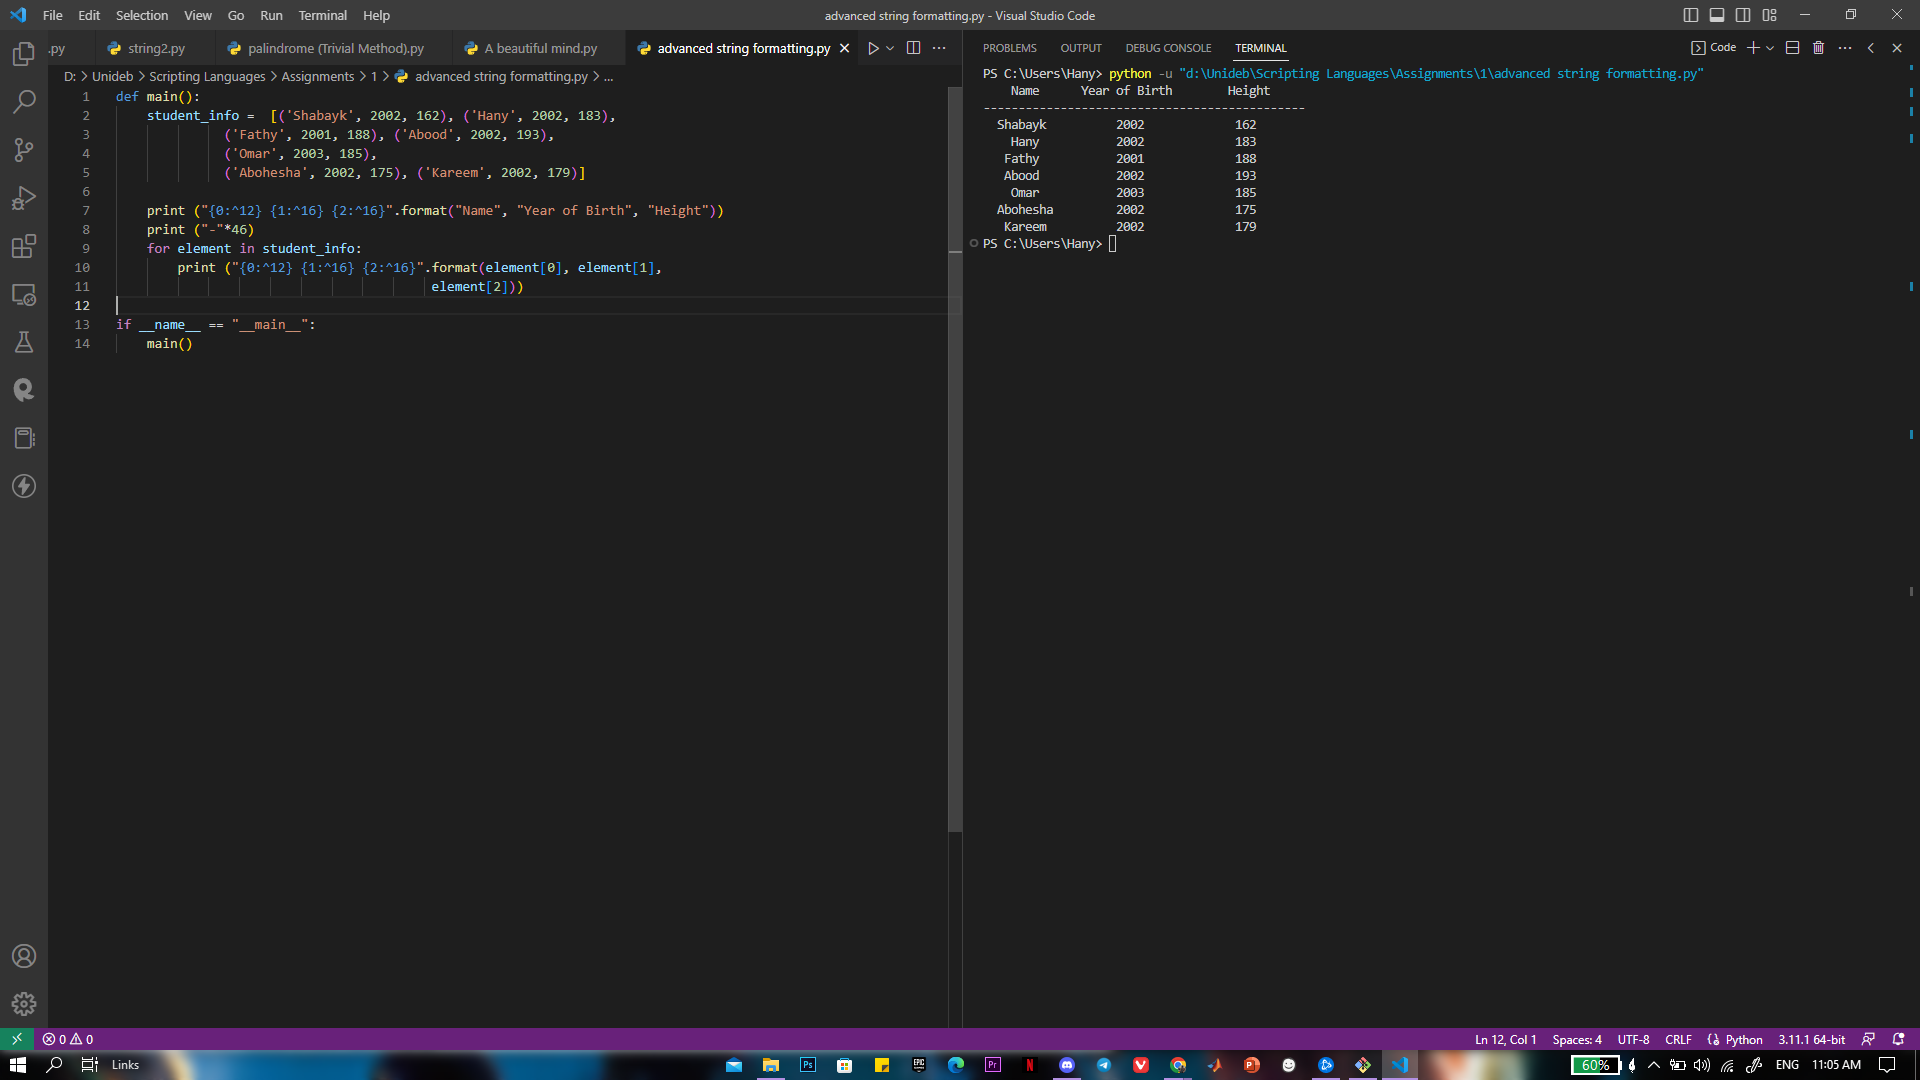 File Edit Selection View Go Run Terminal Help
advanced string formatting.py - Visual Studio Code
.py string2.py palindrome (Trivial Method).py A beautiful mind.py advanced string formatting.py
D: > Unideb > Scripting Languages > Assignments > 1 > advanced string formatting.py > ...
1 def main():
2     student_info =  [('Shabayk', 2002, 162), ('Hany', 2002, 183),
3               ('Fathy', 2001, 188), ('Abood', 2002, 193),
4               ('Omar', 2003, 185),
5               ('Abohesha', 2002, 175), ('Kareem', 2002, 179)]
6
7     print ("{0:^12} {1:^16} {2:^16}".format("Name", "Year of Birth", "Height"))
8     print ("-"*46)
9     for element in student_info:
10         print ("{0:^12} {1:^16} {2:^16}".format(element[0], element[1],
11                                          element[2]))
12
13 if __name__ == "__main__":
14     main()
PROBLEMS OUTPUT DEBUG CONSOLE TERMINAL
Code
PS C:\Users\Hany> python -u "d:\Unideb\Scripting Languages\Assignments\1\advanced string formatting.py"
    Name      Year of Birth        Height
----------------------------------------------
  Shabayk          2002             162
    Hany           2002             183
   Fathy           2001             188
   Abood           2002             193
    Omar           2003             185
  Abohesha         2002             175
   Kareem          2002             179
PS C:\Users\Hany>
0 0
Ln 12, Col 1 Spaces: 4 UTF-8 CRLF Python 3.11.1 64-bit
Links
Ps
EPIC
Pr
N
60%
ENG 11:05 AM